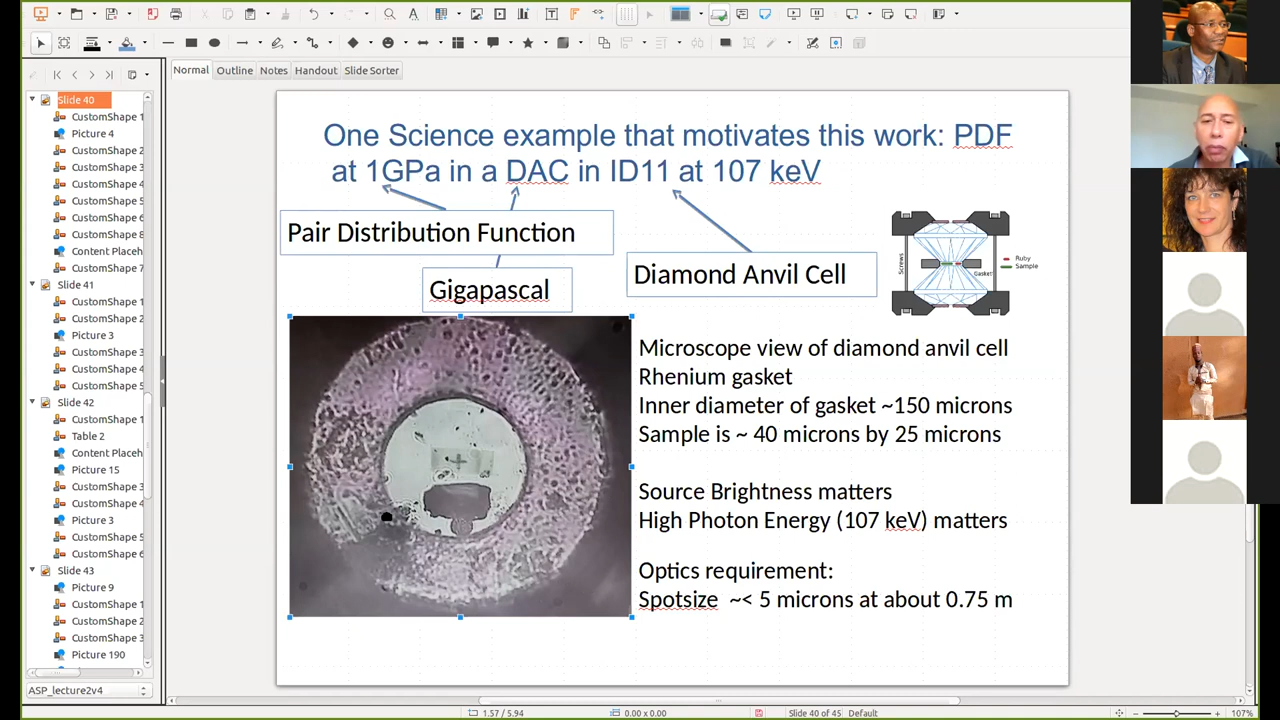 Normal
Outline
Notes
Handout
Slide Sorter
Slide 40
CustomShape 1
Picture 4
CustomShape 2
CustomShape 3
CustomShape 4
CustomShape 5
CustomShape 6
CustomShape 8
Content Placeh
CustomShape 7
Slide 41
CustomShape 1
CustomShape 2
Picture 3
CustomShape 3
CustomShape 4
CustomShape 5
Slide 42
CustomShape 1
Table 2
Content Placeh
Picture 15
CustomShape 3
CustomShape 4
Picture 3
CustomShape 5
CustomShape 6
Slide 43
Picture 9
CustomShape 1
CustomShape 2
CustomShape 3
Picture 190
ASP_lecture2v4
One Science example that motivates this work: PDF
at 1GPa in a DAC in ID11 at 107 keV
Pair Distribution Function
Gigapascal
Diamond Anvil Cell
Screws
Ruby
Sample
Gasket
Microscope view of diamond anvil cell
Rhenium gasket
Inner diameter of gasket ~150 microns
Sample is ~ 40 microns by 25 microns
Source Brightness matters
High Photon Energy (107 keV) matters
Optics requirement:
Spotsize ~< 5 microns at about 0.75 m
1.57 / 5.94
0.00 x 0.00
Slide 40 of 45
Default
107%